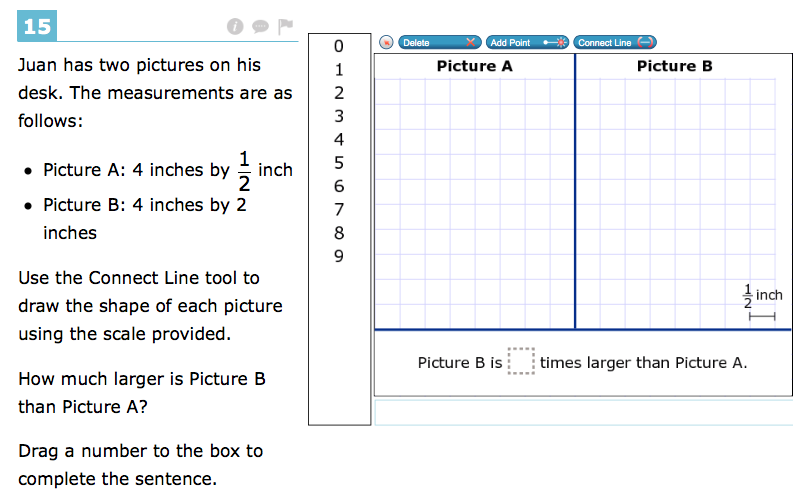 15
Juan has two pictures on his
desk. The measurements are as
follows:
• Picture A: 4 inches by 1/2 inch
• Picture B: 4 inches by 2
inches
Use the Connect Line tool to
draw the shape of each picture
using the scale provided.
How much larger is Picture B
than Picture A?
Drag a number to the box to
complete the sentence.
0
1
2
3
4
5
6
7
8
9
Delete
Add Point
Connect Line
Picture A
Picture B
1/2 inch
Picture B is times larger than Picture A.